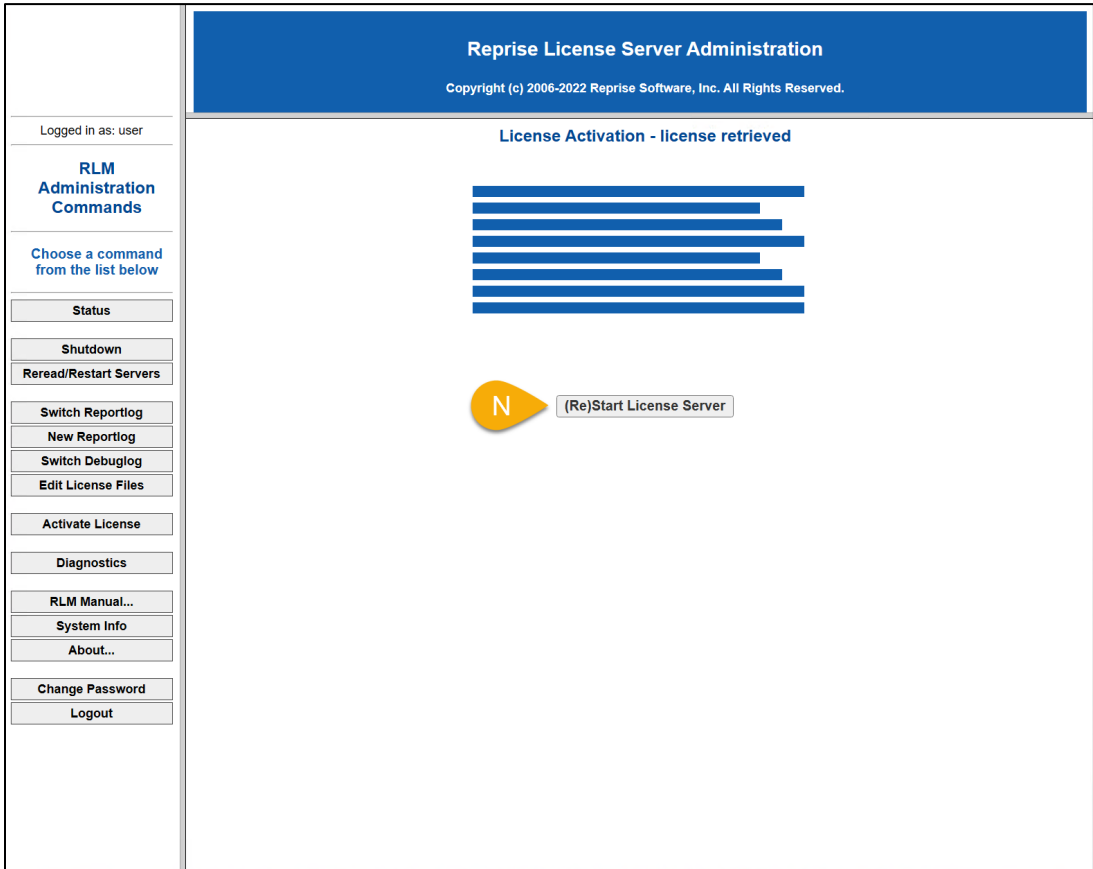 Reprise License Server Administration
Copyright (c) 2006-2022 Reprise Software, Inc. All Rights Reserved.
Logged in as: user
RLM
Administration
Commands
Choose a command
from the list below
Status
Shutdown
Reread/Restart Servers
Switch Reportlog
New Reportlog
Switch Debuglog
Edit License Files
Activate License
Diagnostics
RLM Manual...
System Info
About...
Change Password
Logout
License Activation - license retrieved
N
(Re)Start License Server